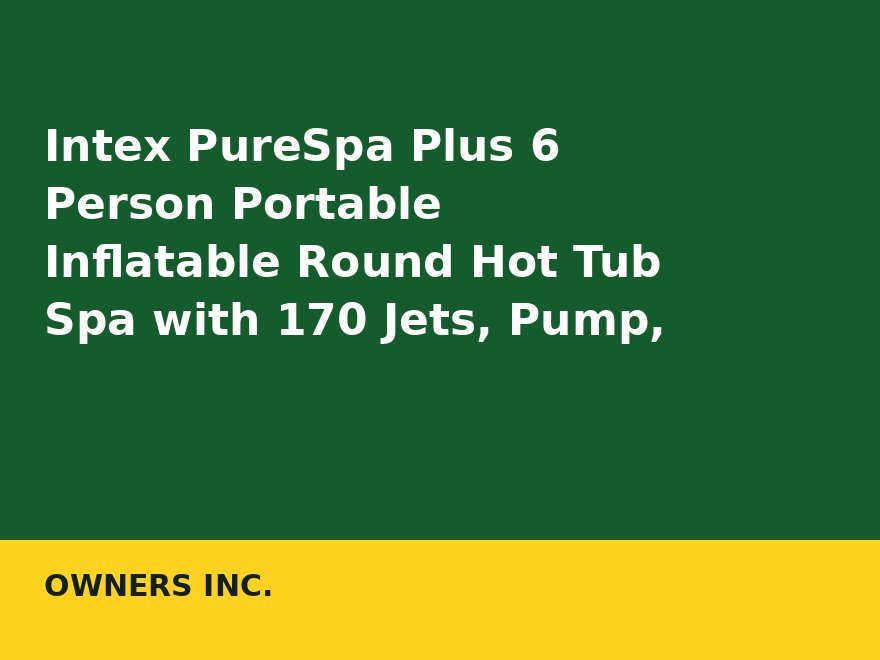 Intex PureSpa Plus 6
Person Portable
Inflatable Round Hot Tub
Spa with 170 Jets, Pump,
OWNERS INC.